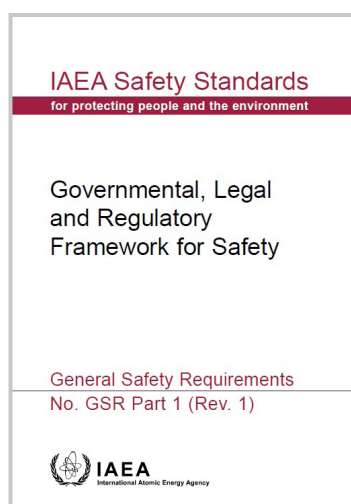 IAEA Safety Standards
for protecting people and the environment
Governmental, Legal
and Regulatory
Framework for Safety
General Safety Requirements
No. GSR Part 1 (Rev. 1)
IAEA
International Atomic Energy Agency